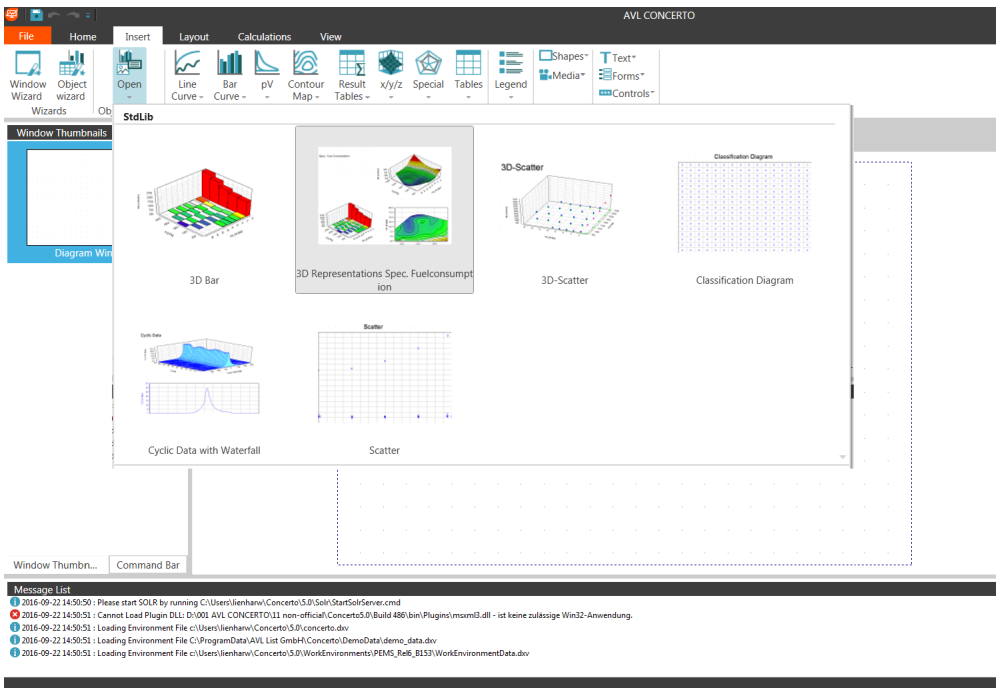 AVL CONCERTO
File Home Insert Layout Calculations View
Window Wizard
Object wizard
Open
Line Curve
Bar Curve
pV
Contour Map
Result Tables
x/y/z
Special
Tables
Legend
Shapes
Media
Text
Forms
Controls
Wizards
Ob
StdLib
Window Thumbnails
Diagram Win
3D Bar
Spec. Fuel Consumption
3D Representations Spec. Fuelconsumpt
ion
3D-Scatter
3D-Scatter
Classification Diagram
Classification Diagram
Cyclic Data
Cyclic Data with Waterfall
Scatter
Scatter
Window Thumbn... Command Bar
Message List
2016-09-22 14:50:50 : Please start SOLR by running C:\Users\lienharw\Concerto\5.0\Solr\StartSolrServer.cmd
2016-09-22 14:50:51 : Cannot Load Plugin DLL: D:\001 AVL CONCERTO\11 non-official\Concerto5.0\Build 486\bin\Plugins\msxml3.dll - ist keine zulässige Win32-Anwendung.
2016-09-22 14:50:51 : Loading Environment File c:\Users\lienharw\Concerto\5.0\concerto.dxv
2016-09-22 14:50:51 : Loading Environment File C:\ProgramData\AVL List GmbH\Concerto\DemoData\demo_data.dxv
2016-09-22 14:50:51 : Loading Environment File c:\Users\lienharw\Concerto\5.0\WorkEnvironments\PEMS_Rel6_B153\WorkEnvironmentData.dxv